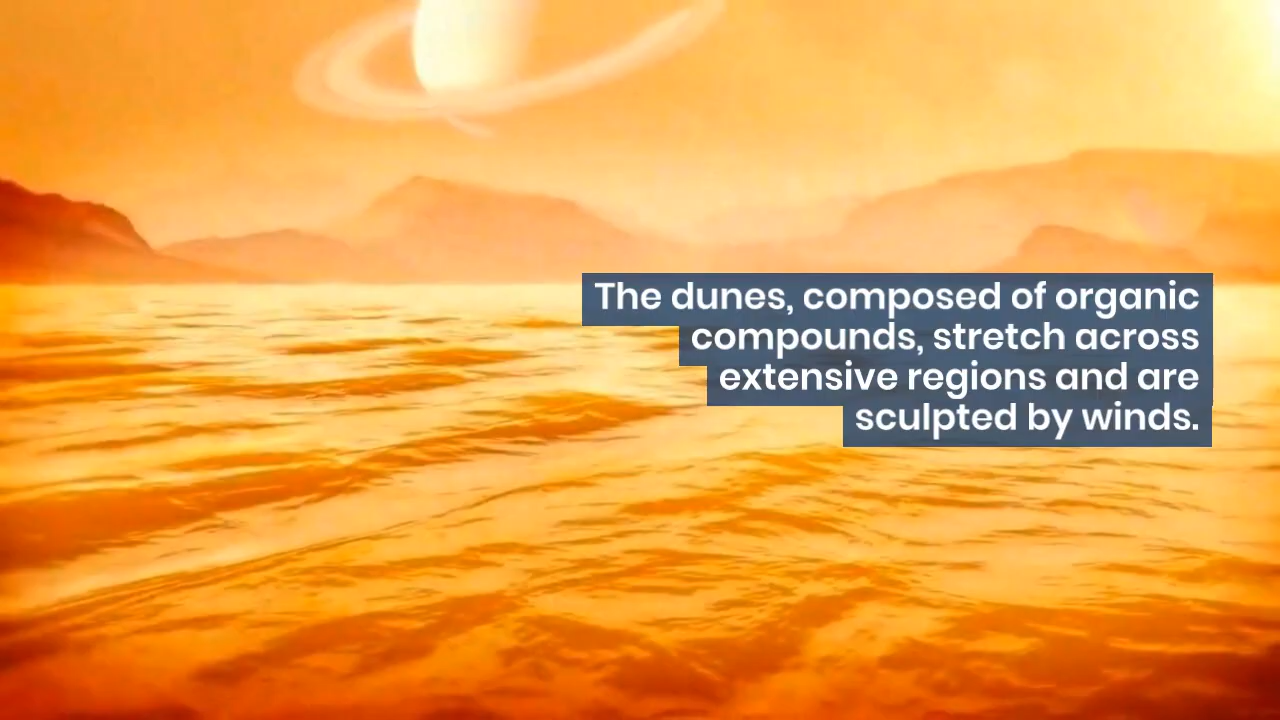 The dunes, composed of organic
compounds, stretch across
extensive regions and are
sculpted by winds.